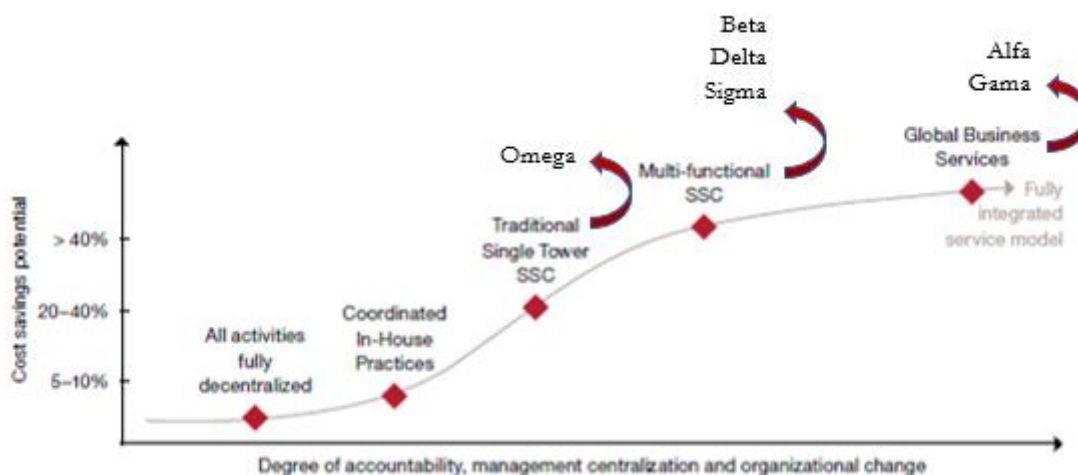 Beta
Delta
Sigma
Alfa
Gama
Omega
Global Business
Services
Multi-functional
SSC
Fully
integrated
service model
Traditional
Single Tower
SSC
Coordinated
In-House
Practices
All activities
fully
decentralized
Cost savings potential
> 40%
20–40%
5–10%
Degree of accountability, management centralization and organizational change